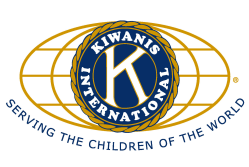 KIWANIS
K
INTERNATIONAL
®
SERVING THE CHILDREN OF THE WORLD